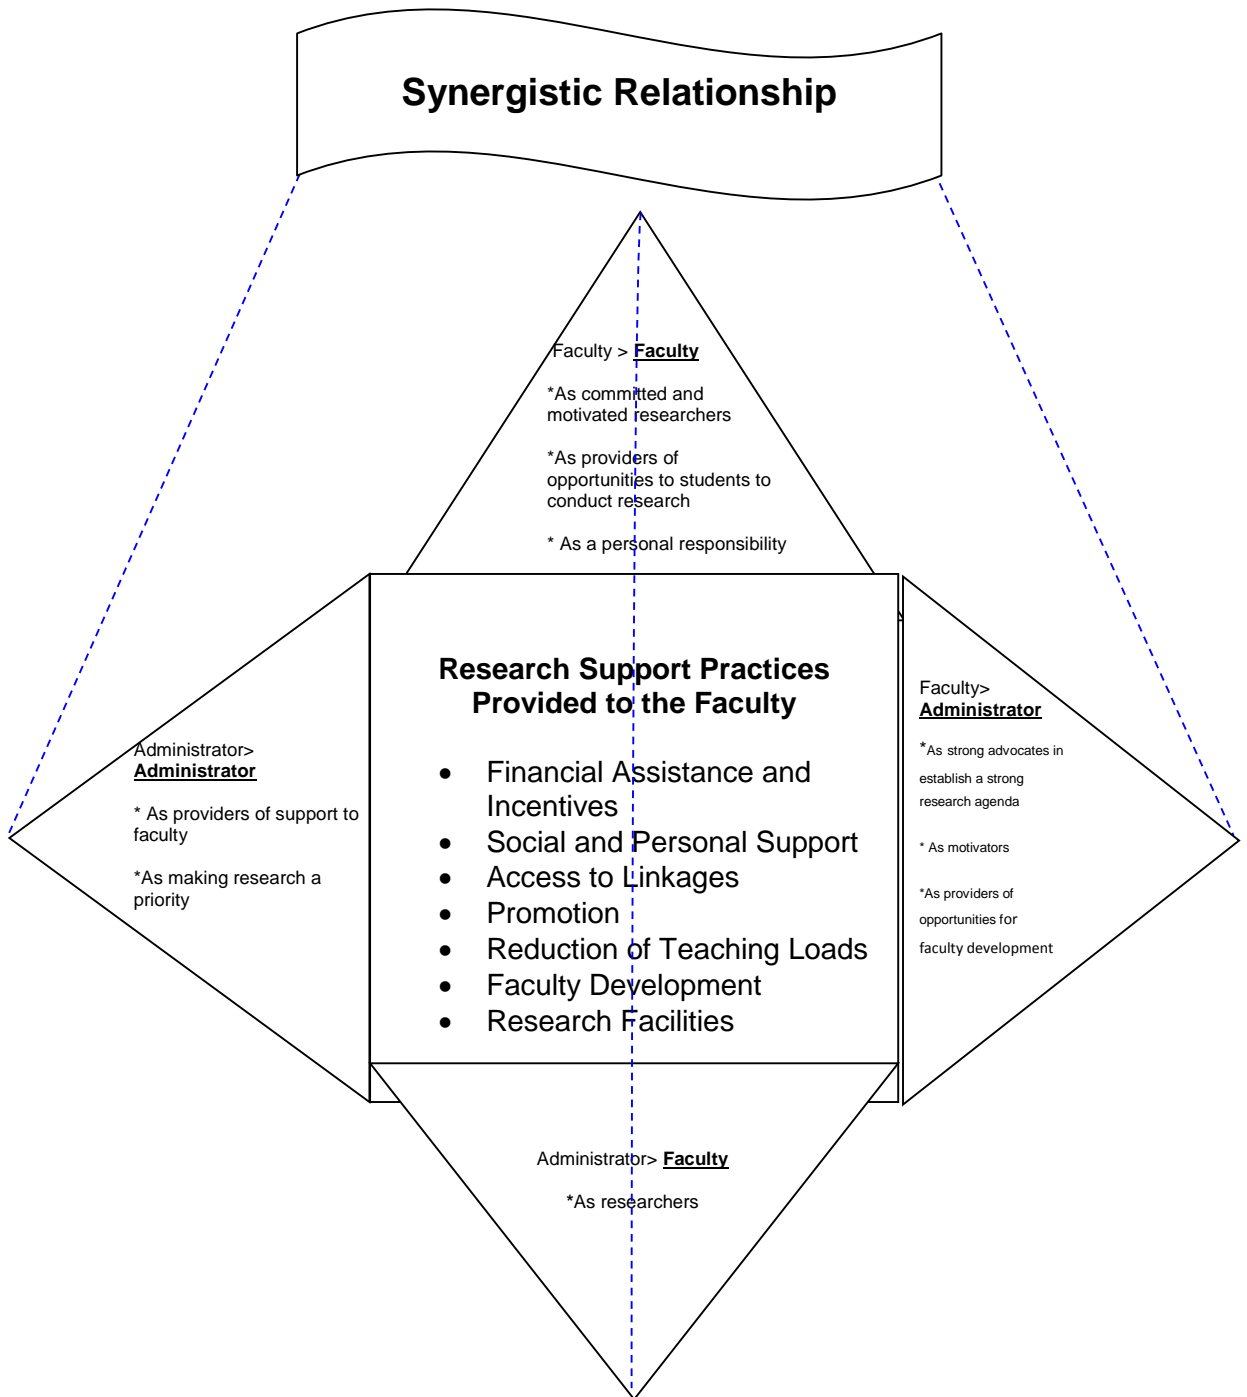 Synergistic Relationship
Faculty > Faculty
*As committed and
motivated researchers
*As providers of
opportunities to students to
conduct research
* As a personal responsibility
Administrator>
Administrator
* As providers of support to
faculty
*As making research a
priority
Research Support Practices
Provided to the Faculty
• Financial Assistance and
Incentives
• Social and Personal Support
• Access to Linkages
• Promotion
• Reduction of Teaching Loads
• Faculty Development
• Research Facilities
Faculty>
Administrator
*As strong advocates in
establish a strong
research agenda
* As motivators
*As providers of
opportunities for
faculty development
Administrator> Faculty
*As researchers